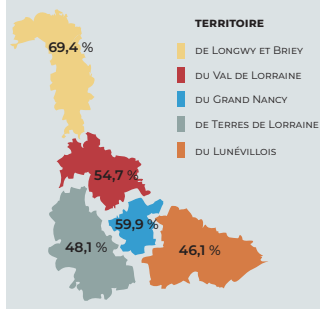 TERRITOIRE
69,4 %
DE LONGWY ET BRIEY
DU VAL DE LORRAINE
DU GRAND NANCY
DE TERRES DE LORRAINE
DU LUNÉVILLOIS
54,7 %
59,9 %
48,1 %
46,1 %